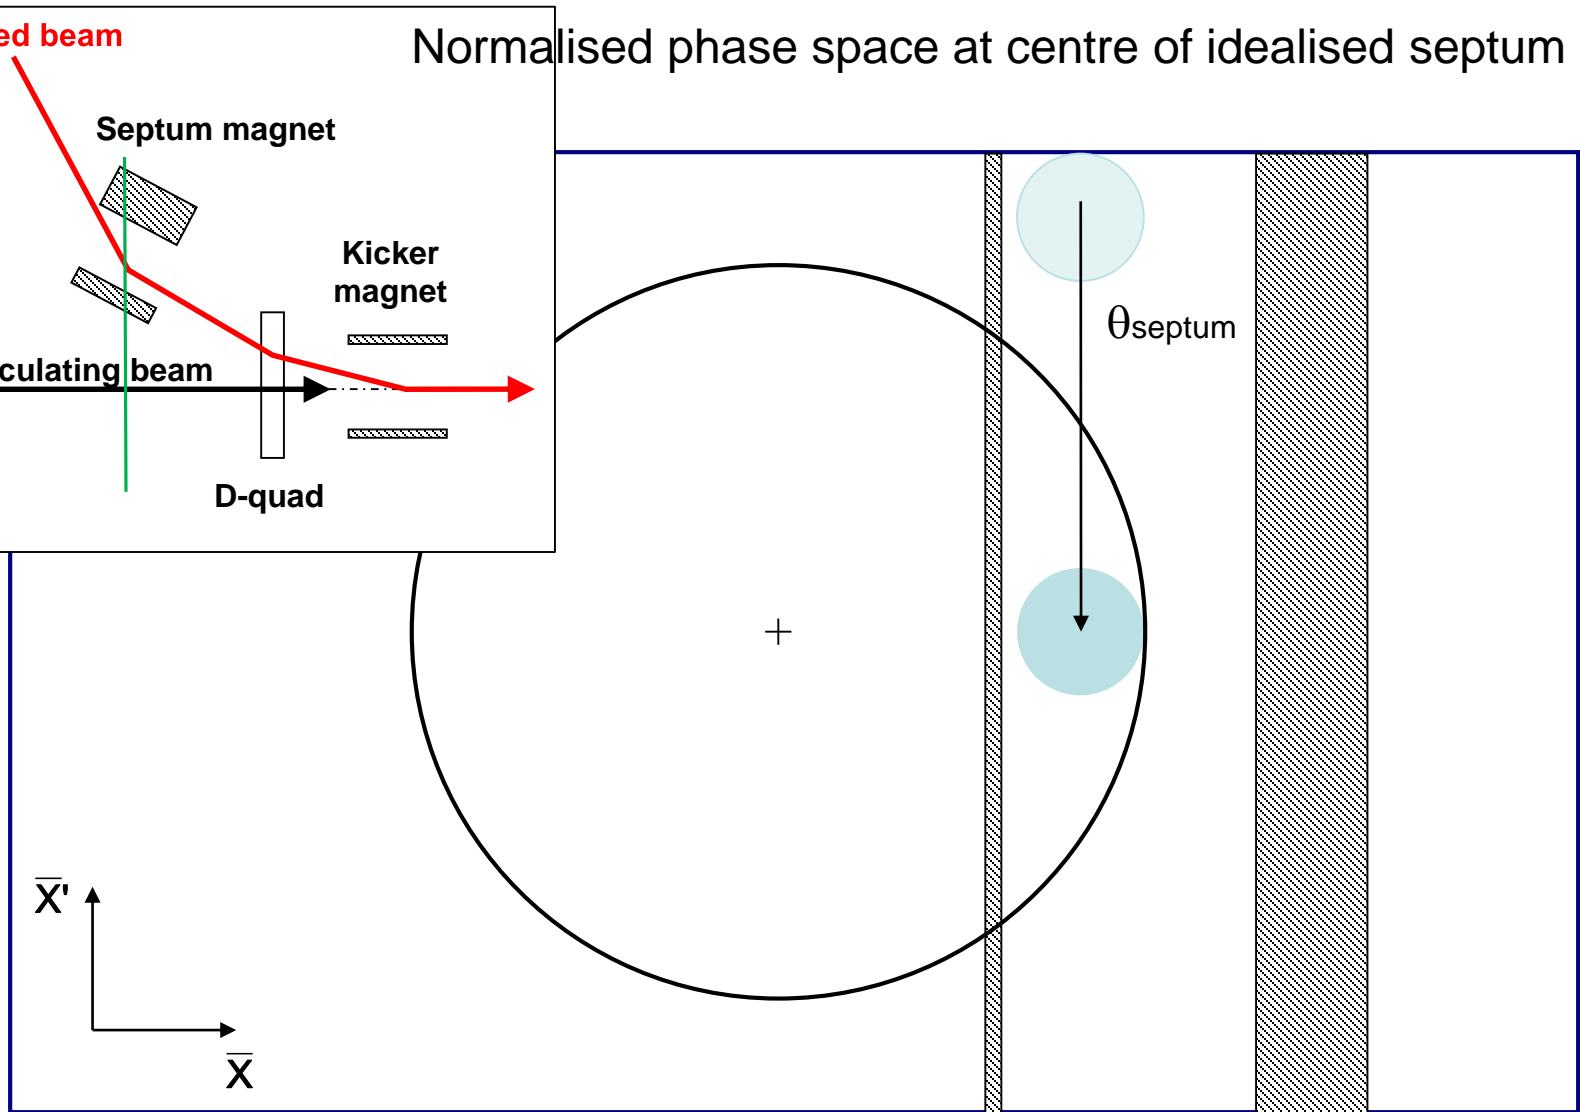 Normalised phase space at centre of idealised septum
ed beam
Septum magnet
Kicker
magnet
culating beam
D-quad
θseptum
X̅'
X̅